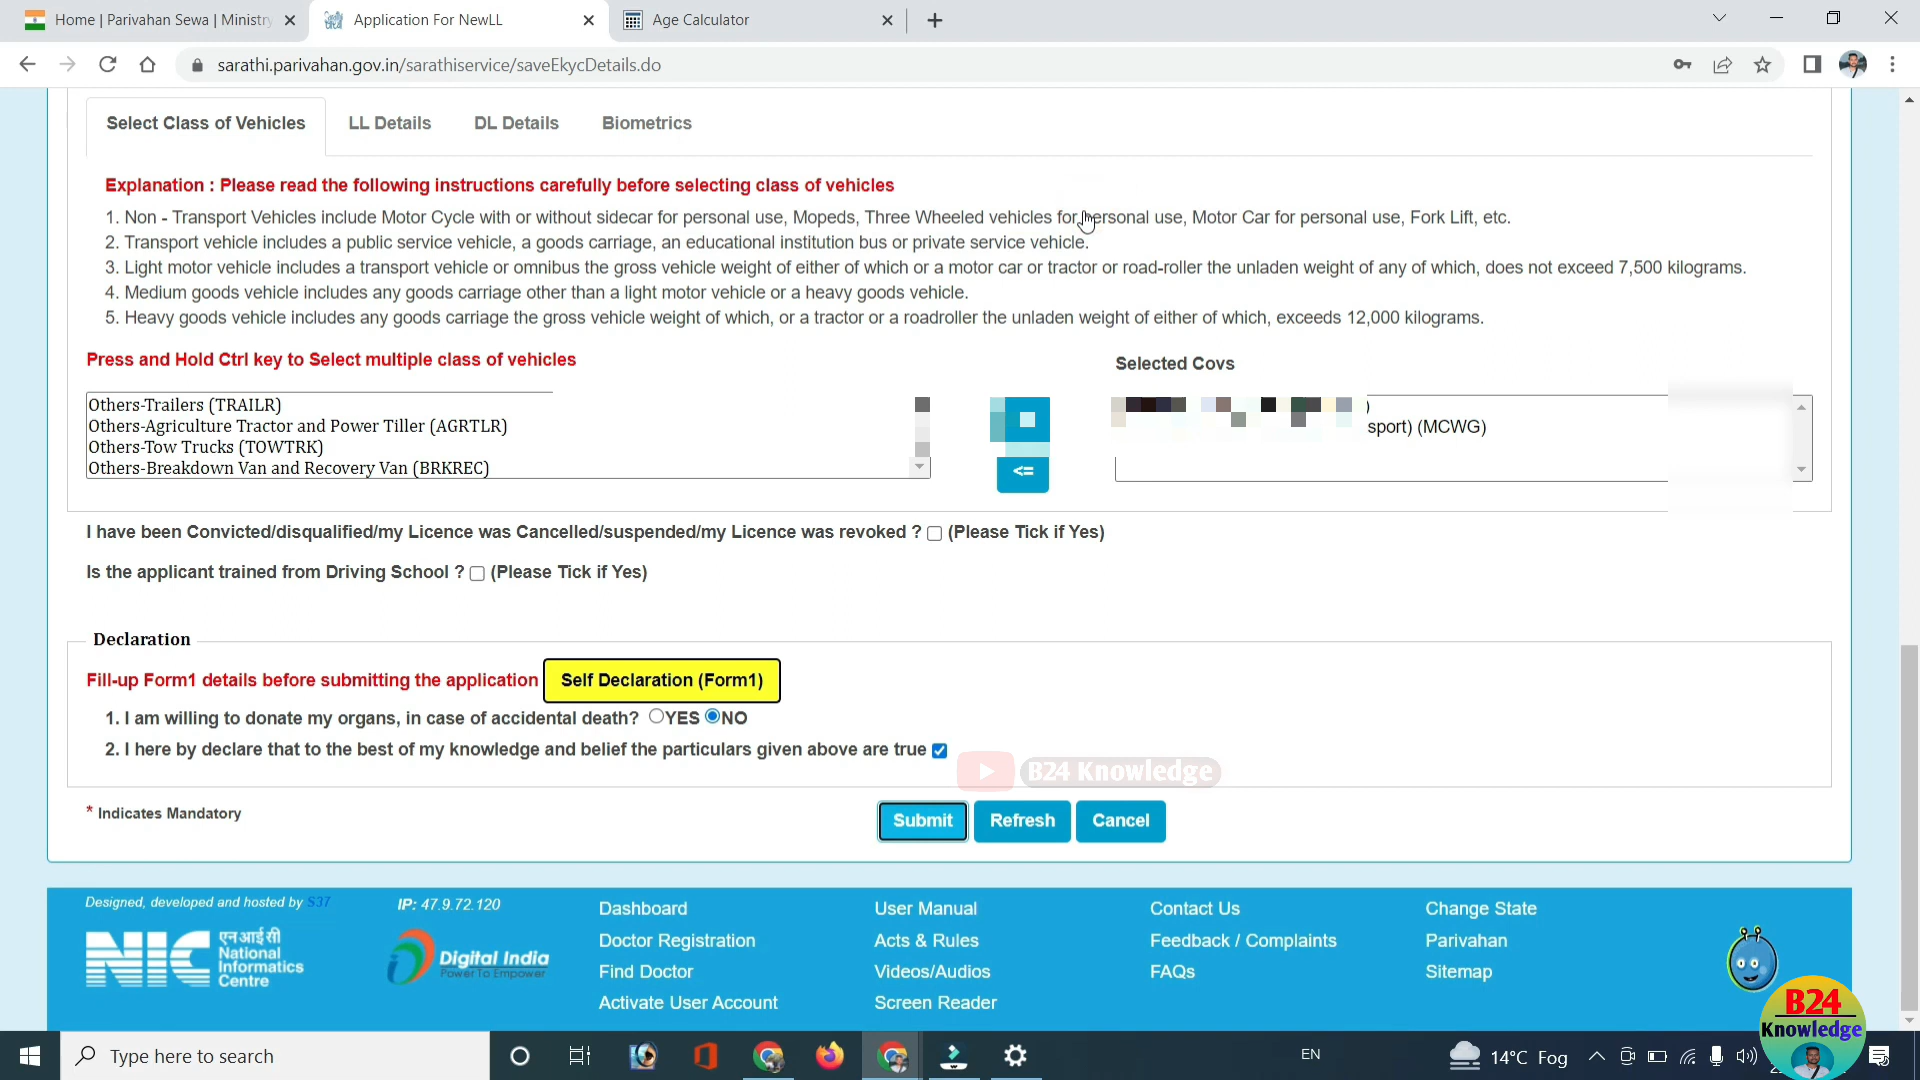 Home | Parivahan Sewa | Ministry
Application For NewLL
Age Calculator
sarathi.parivahan.gov.in/sarathiservice/saveEkycDetails.do
Select Class of Vehicles
LL Details
DL Details
Biometrics
Explanation : Please read the following instructions carefully before selecting class of vehicles
1. Non - Transport Vehicles include Motor Cycle with or without sidecar for personal use, Mopeds, Three Wheeled vehicles for personal use, Motor Car for personal use, Fork Lift, etc.
2. Transport vehicle includes a public service vehicle, a goods carriage, an educational institution bus or private service vehicle.
3. Light motor vehicle includes a transport vehicle or omnibus the gross vehicle weight of either of which or a motor car or tractor or road-roller the unladen weight of any of which, does not exceed 7,500 kilograms.
4. Medium goods vehicle includes any goods carriage other than a light motor vehicle or a heavy goods vehicle.
5. Heavy goods vehicle includes any goods carriage the gross vehicle weight of which, or a tractor or a roadroller the unladen weight of either of which, exceeds 12,000 kilograms.
Press and Hold Ctrl key to Select multiple class of vehicles
Selected Covs
Others-Trailers (TRAILR)
Others-Agriculture Tractor and Power Tiller (AGRTLR)
Others-Tow Trucks (TOWTRK)
Others-Breakdown Van and Recovery Van (BRKREC)
<=
)
sport) (MCWG)
I have been Convicted/disqualified/my Licence was Cancelled/suspended/my Licence was revoked ? (Please Tick if Yes)
Is the applicant trained from Driving School ? (Please Tick if Yes)
Declaration
Fill-up Form1 details before submitting the application Self Declaration (Form1)
1. I am willing to donate my organs, in case of accidental death? YES NO
2. I here by declare that to the best of my knowledge and belief the particulars given above are true
B24 Knowledge
* Indicates Mandatory
Submit
Refresh
Cancel
Designed, developed and hosted by S37
IP: 47.9.72.120
NIC एनआईसी
National
Informatics
Centre
Digital India
Power To Empower
Dashboard
Doctor Registration
Find Doctor
Activate User Account
User Manual
Acts & Rules
Videos/Audios
Screen Reader
Contact Us
Feedback / Complaints
FAQs
Change State
Parivahan
Sitemap
B24
Knowledge
Type here to search
EN
14°C Fog